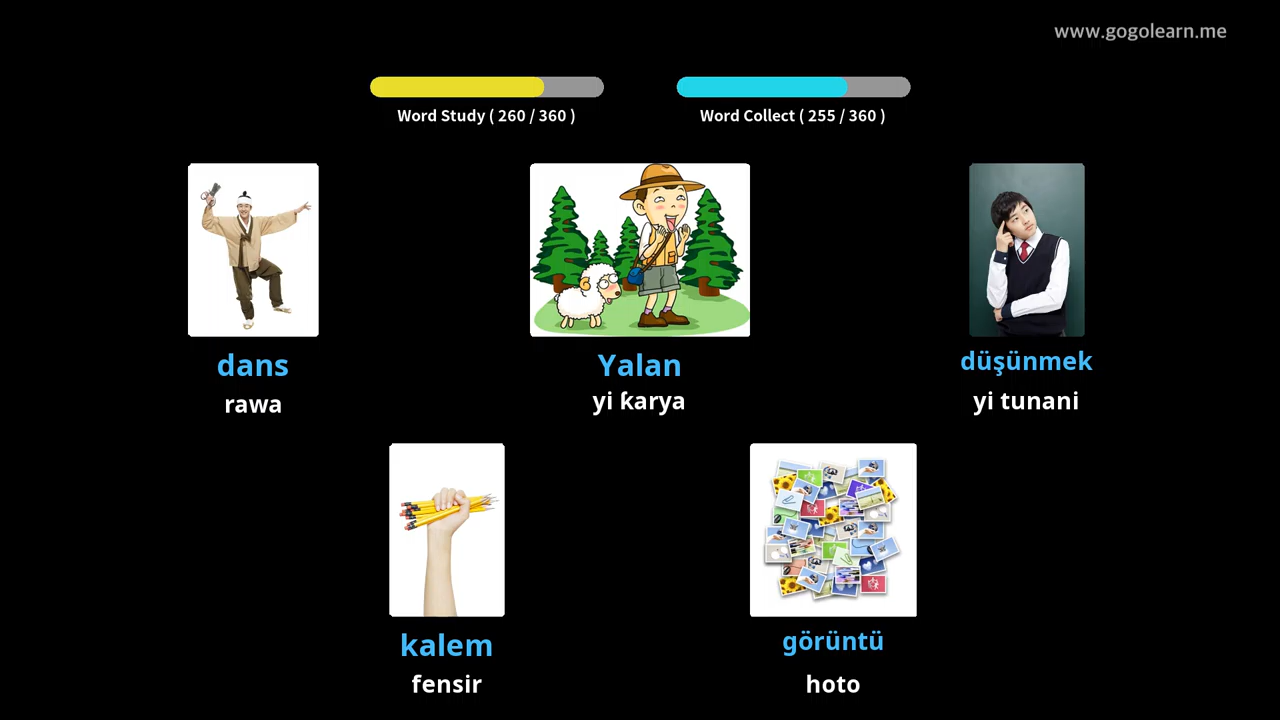 www.gogolearn.me
Word Study ( 260 / 360 )
Word Collect ( 255 / 360 )
dans
rawa
Yalan
yi ƙarya
düşünmek
yi tunani
kalem
fensir
görüntü
hoto